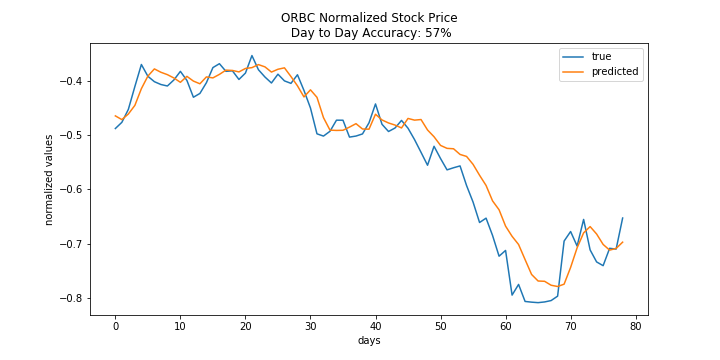 ORBC Normalized Stock Price
Day to Day Accuracy: 57%
true
predicted
normalized values
−0.4
−0.5
−0.6
−0.7
−0.8
0
10
20
30
40
50
60
70
80
days